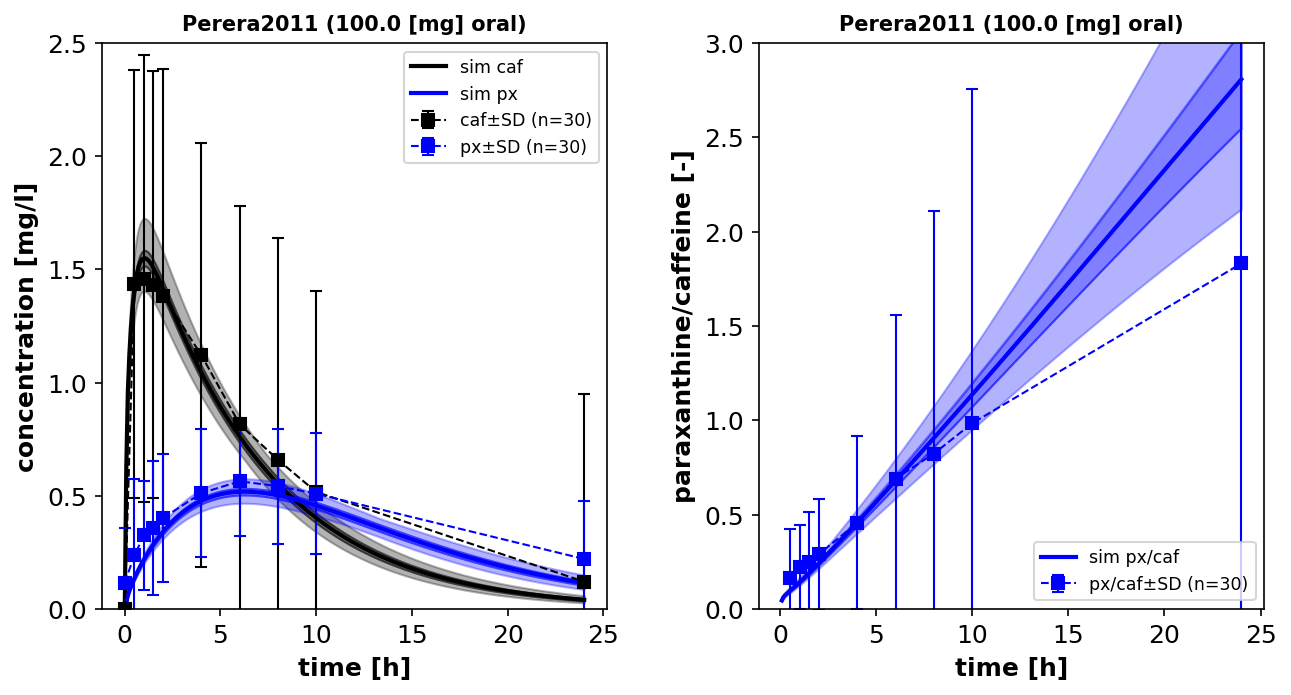 Perera2011 (100.0 [mg] oral)
concentration [mg/l]
2.5
2.0
1.5
1.0
0.5
0.0
sim caf
sim px
caf±SD (n=30)
px±SD (n=30)
0 5 10 15 20 25
time [h]
Perera2011 (100.0 [mg] oral)
paraxanthine/caffeine [-]
3.0
2.5
2.0
1.5
1.0
0.5
0.0
sim px/caf
px/caf±SD (n=30)
0 5 10 15 20 25
time [h]